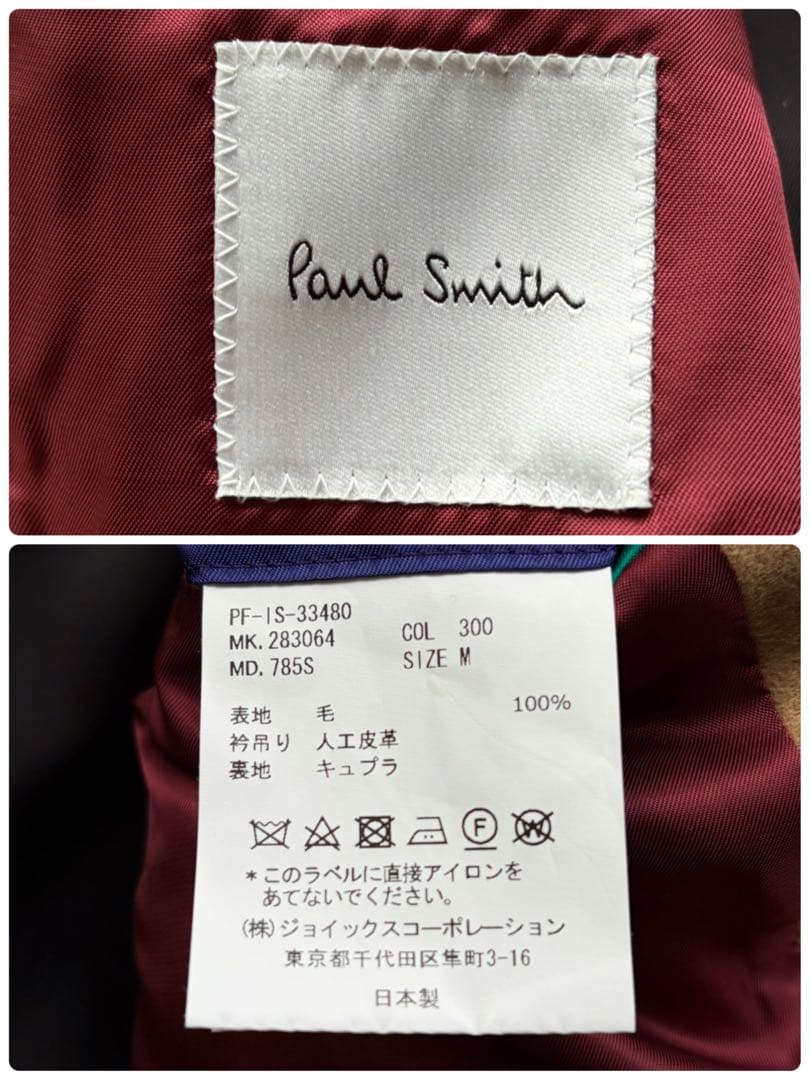 Paul Smith
PF-IS-33480
MK. 283064 COL 300
MD. 785S SIZE M
表地 毛 100%
衿吊り 人工皮革
裏地 キュプラ
F W
*このラベルに直接アイロンを
あてないでください。
(株)ジョイックスコーポレーション
東京都千代田区隼町3-16
日本製